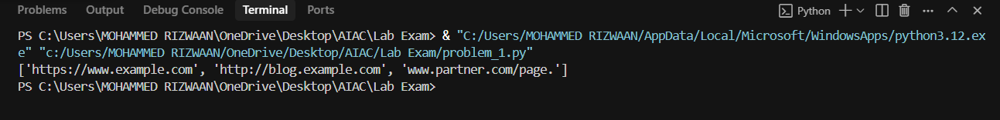 Problems Output Debug Console Terminal Ports Python
PS C:\Users\MOHAMMED RIZWAAN\OneDrive\Desktop\AIAC\Lab Exam> & "C:/Users/MOHAMMED RIZWAAN/AppData/Local/Microsoft/WindowsApps/python3.12.ex
e" "c:/Users/MOHAMMED RIZWAAN/OneDrive/Desktop/AIAC/Lab Exam/problem_1.py"
['https://www.example.com', 'http://blog.example.com', 'www.partner.com/page.']
PS C:\Users\MOHAMMED RIZWAAN\OneDrive\Desktop\AIAC\Lab Exam>